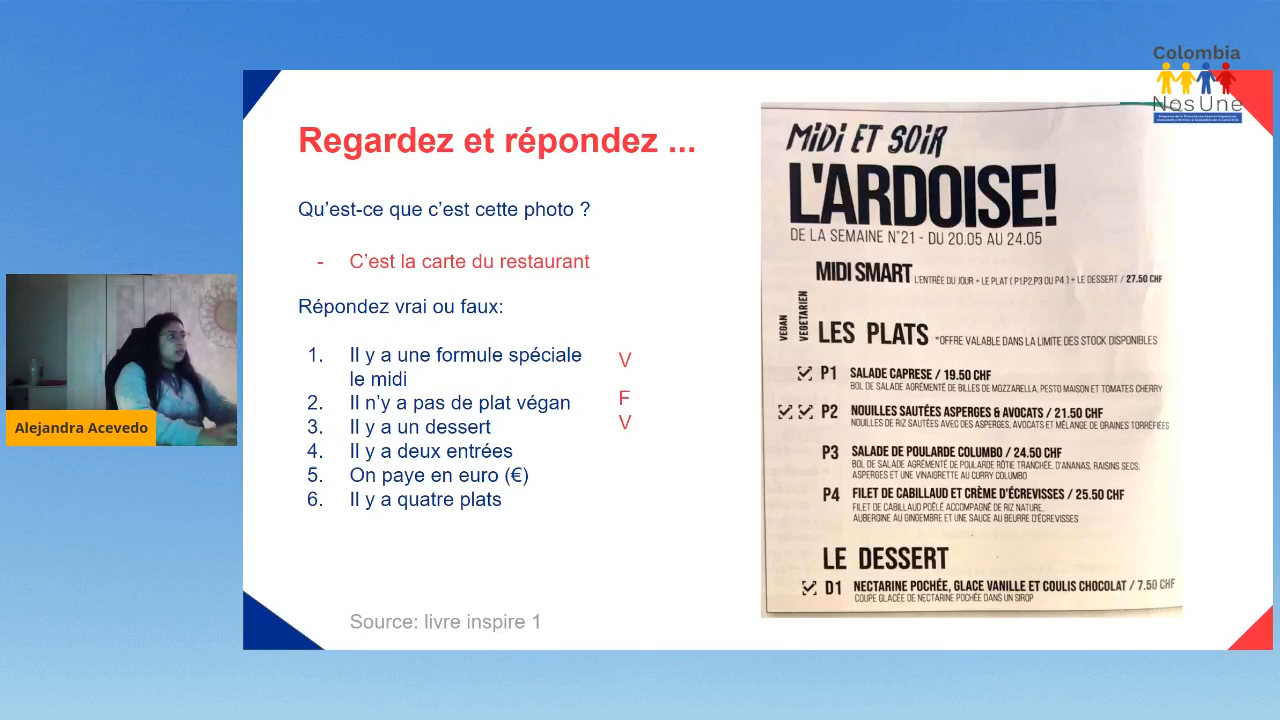 Colombia
NosUne
Regardez et répondez ...
Qu'est-ce que c'est cette photo ?
- C'est la carte du restaurant
Répondez vrai ou faux:
1. Il y a une formule spéciale
le midi
V
2. Il n'y a pas de plat végan
F
3. Il y a un dessert
V
4. Il y a deux entrées
5. On paye en euro (€)
6. Il y a quatre plats
Source: livre inspire 1
Alejandra Acevedo
MIDI ET SOIR
L'ARDOISE!
DE LA SEMAINE N°21 - DU 20.05 AU 24.05
MIDI SMART L'ENTRÉE DU JOUR + LE PLAT ( P1,P2,P3 OU P4 ) + LE DESSERT / 27.50 CHF
VEGAN
VEGETARIEN
LES PLATS *OFFRE VALABLE DANS LA LIMITE DES STOCK DISPONIBLES
P1 SALADE CAPRESE / 19.50 CHF
BOL DE SALADE AGRÉMENTÉ DE BILLES DE MOZZARELLA, PESTO MAISON ET TOMATES CHERRY
P2 NOUILLES SAUTÉES ASPERGES & AVOCATS / 21.50 CHF
NOUILLES DE RIZ SAUTÉES AVEC DES ASPERGES, AVOCATS ET MÉLANGE DE GRAINES TORRÉFIÉES
P3 SALADE DE POULARDE COLUMBO / 24.50 CHF
BOL DE SALADE AGRÉMENTÉ DE POULARDE RÔTIE TRANCHÉE, D'ANANAS, RAISINS SECS,
ASPERGES ET UNE VINAIGRETTE AU CURRY COLUMBO
P4 FILET DE CABILLAUD ET CRÈME D'ÉCREVISSES / 25.50 CHF
FILET DE CABILLAUD POÊLÉ ACCOMPAGNÉ DE RIZ NATURE,
AUBERGINE AU GINGEMBRE ET UNE SAUCE AU BEURRE D'ÉCREVISSES
LE DESSERT
D1 NECTARINE POCHÉE, GLACE VANILLE ET COULIS CHOCOLAT / 7.50 CHF
COUPE GLACÉE DE NECTARINE POCHÉE DANS UN SIROP